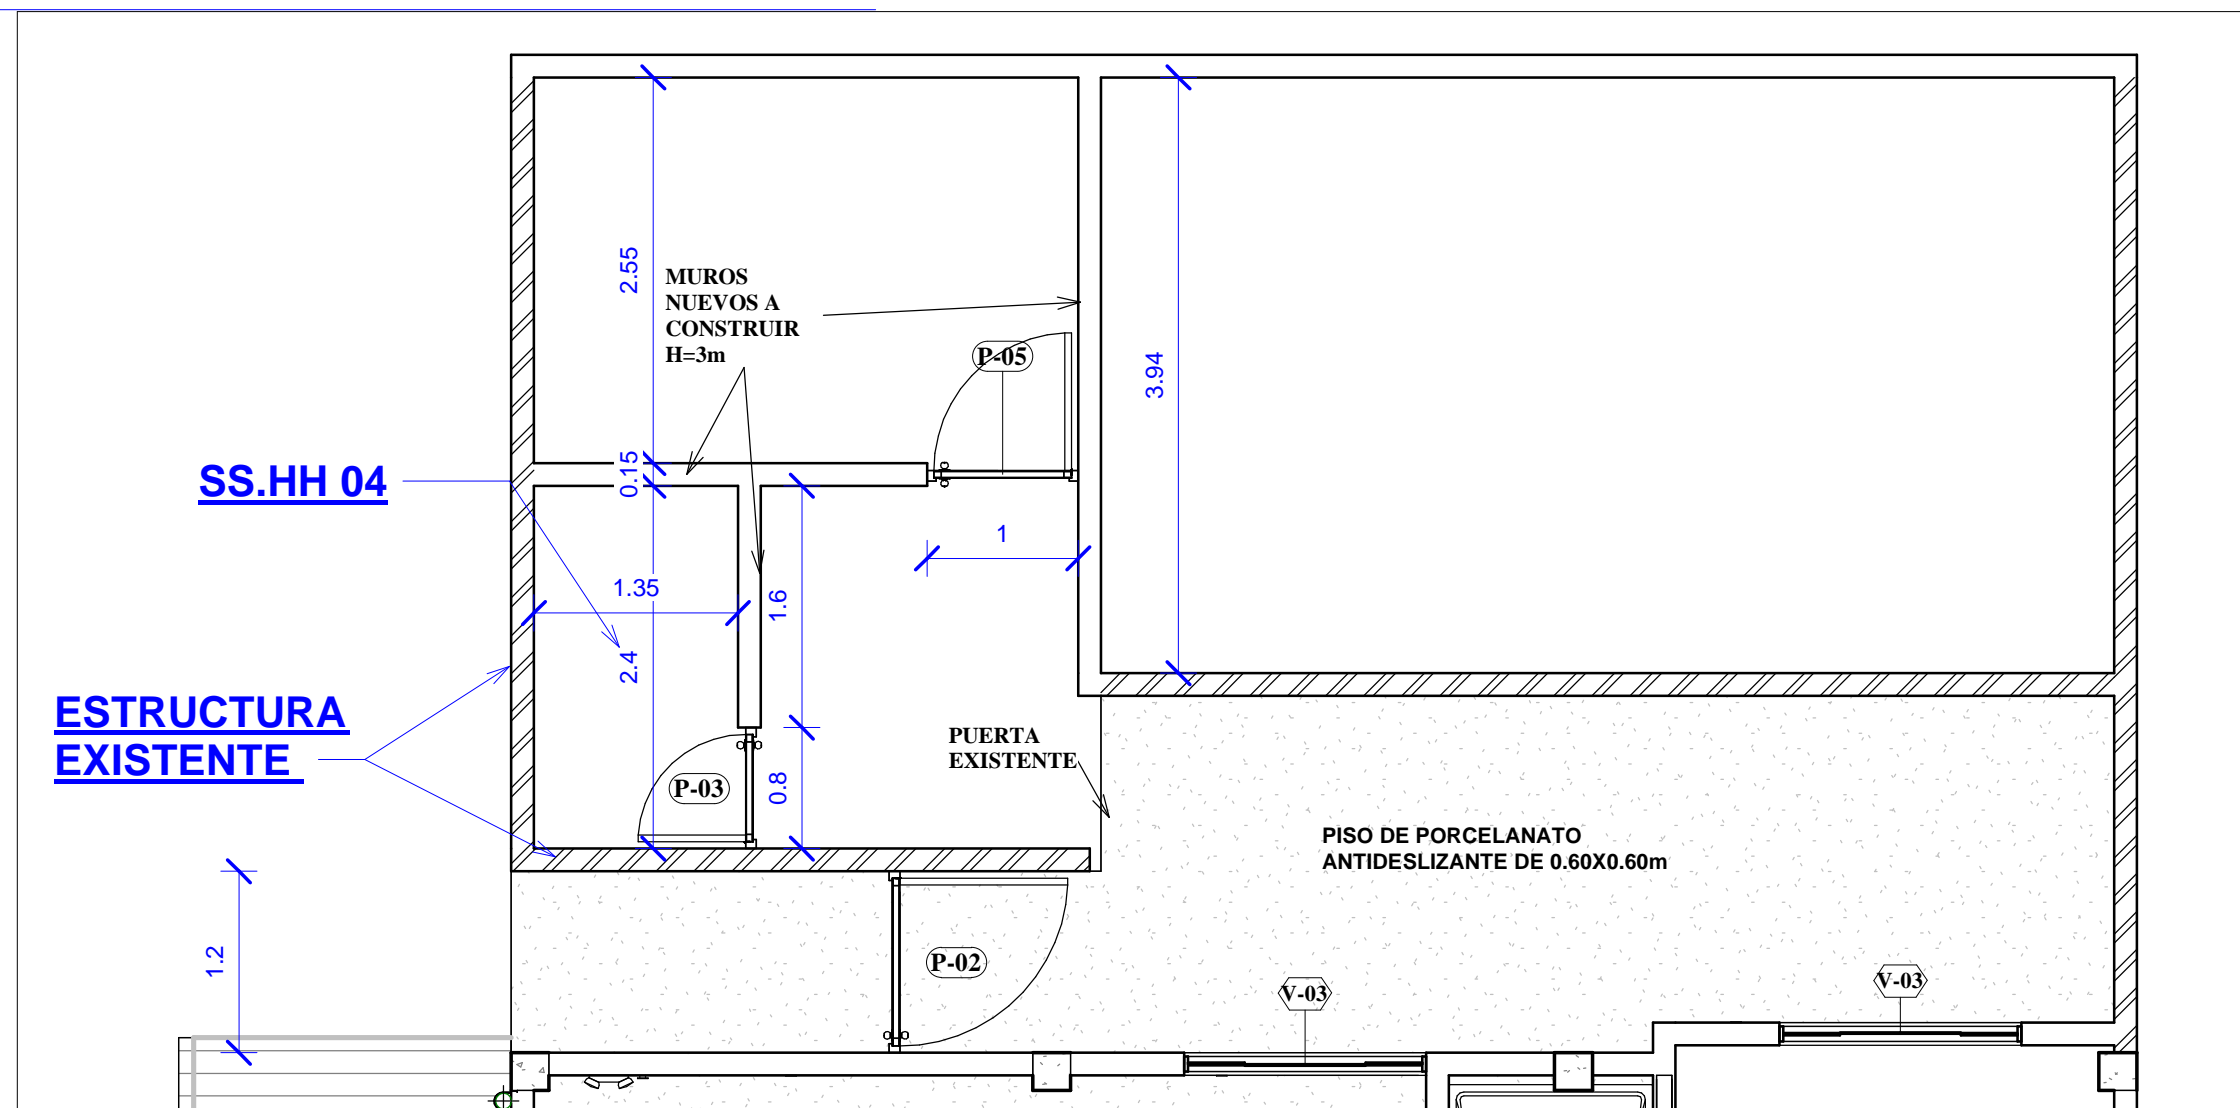 2.55
MUROS
NUEVOS A
CONSTRUIR
H=3m
P-05
3.94
SS.HH 04
0.15
1
1.35
1.6
2.4
ESTRUCTURA
EXISTENTE
PUERTA
EXISTENTE
P-03
0.8
PISO DE PORCELANATO
ANTIDESLIZANTE DE 0.60X0.60m
1.2
P-02
V-03
V-03